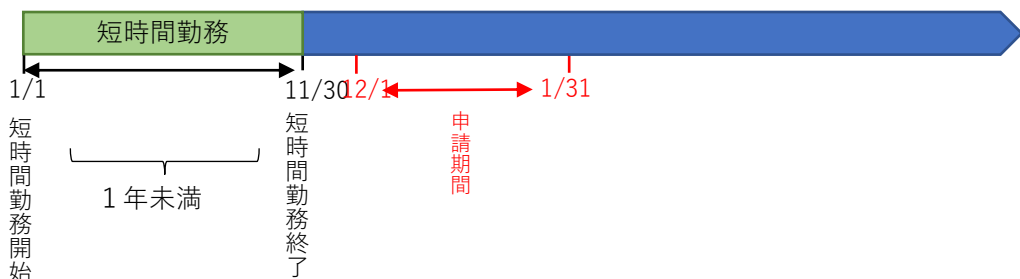 短時間勤務
1/1
11/30
12/1
1/31
短時間勤務開始
1年未満
短時間勤務終了
申請期間